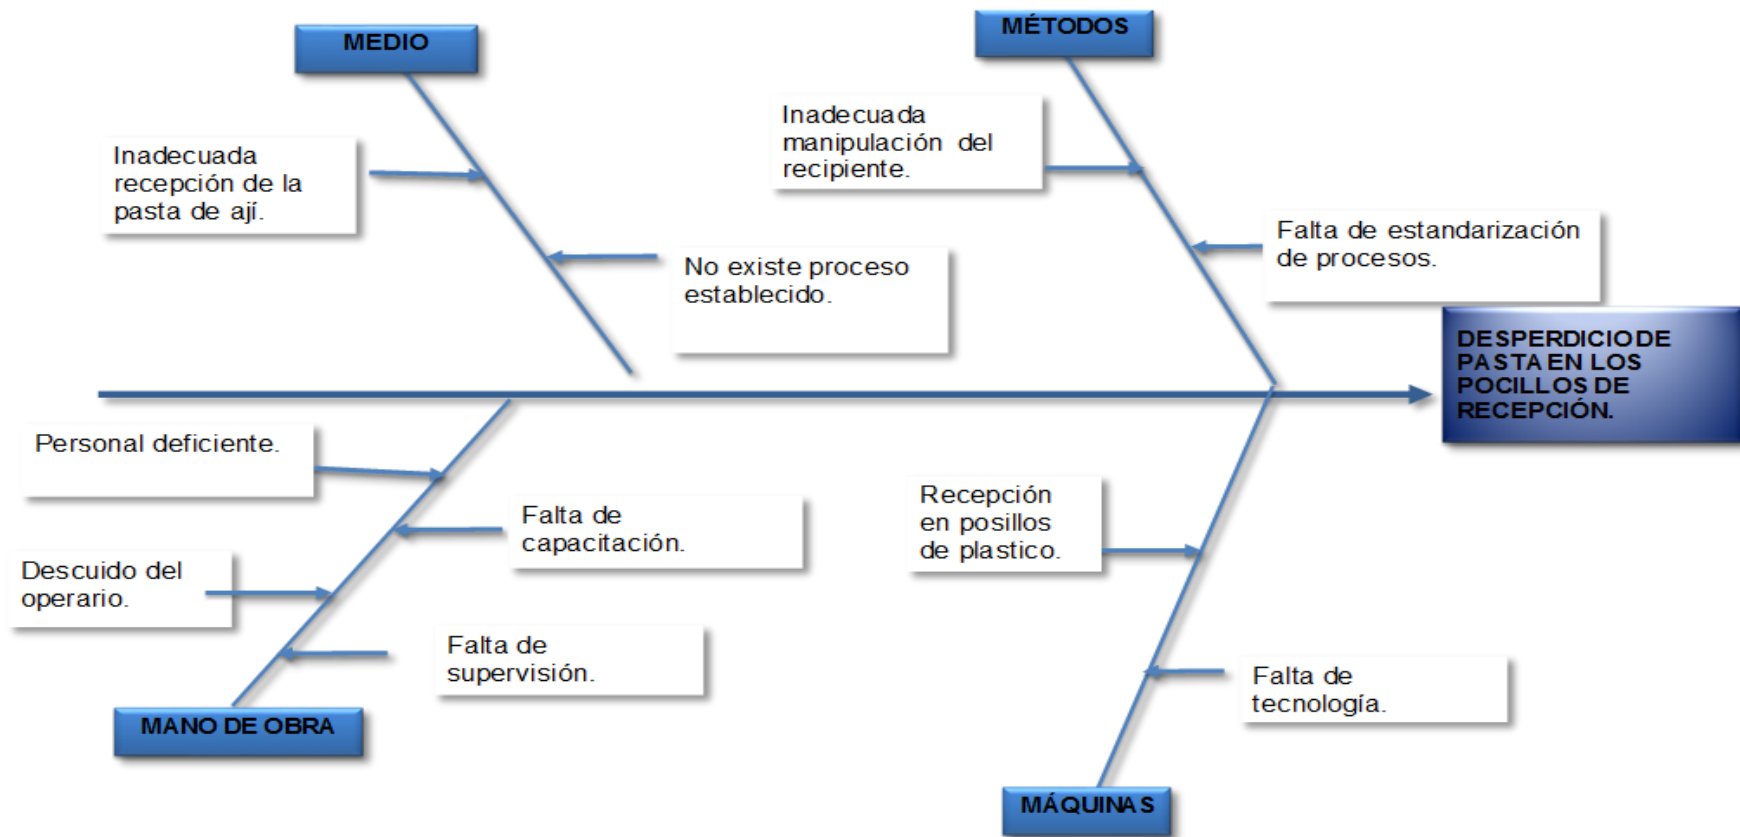 MEDIO
MÉTODOS
Inadecuada
recepción de la
pasta de ají.
No existe proceso
establecido.
Inadecuada
manipulación del
recipiente.
Falta de estandarización
de procesos.
DESPERDICIO DE
PASTA EN LOS
POCILLOS DE
RECEPCIÓN.
Personal deficiente.
Falta de
capacitación.
Descuido del
operario.
Falta de
supervisión.
MANO DE OBRA
Recepción
en posillos
de plastico.
Falta de
tecnología.
MÁQUINAS